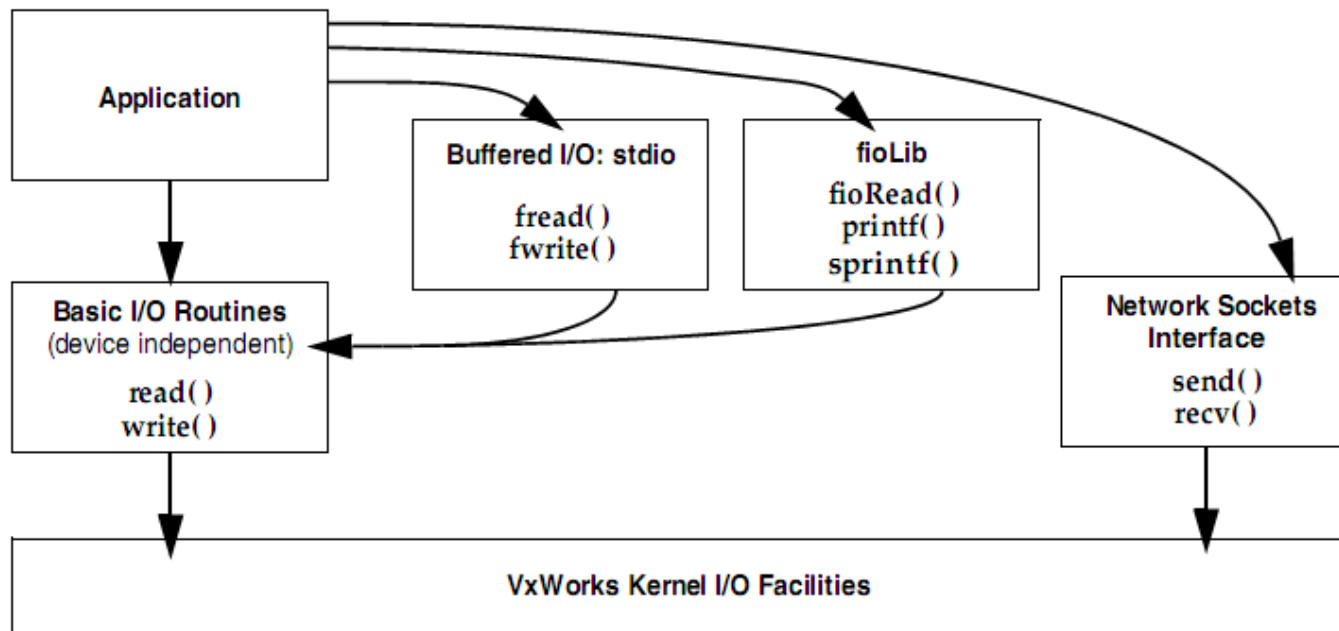 Application
Buffered I/O: stdio
fread( )
fwrite( )
fioLib
fioRead( )
printf( )
sprintf( )
Basic I/O Routines
(device independent)
read( )
write( )
Network Sockets
Interface
send( )
recv( )
VxWorks Kernel I/O Facilities